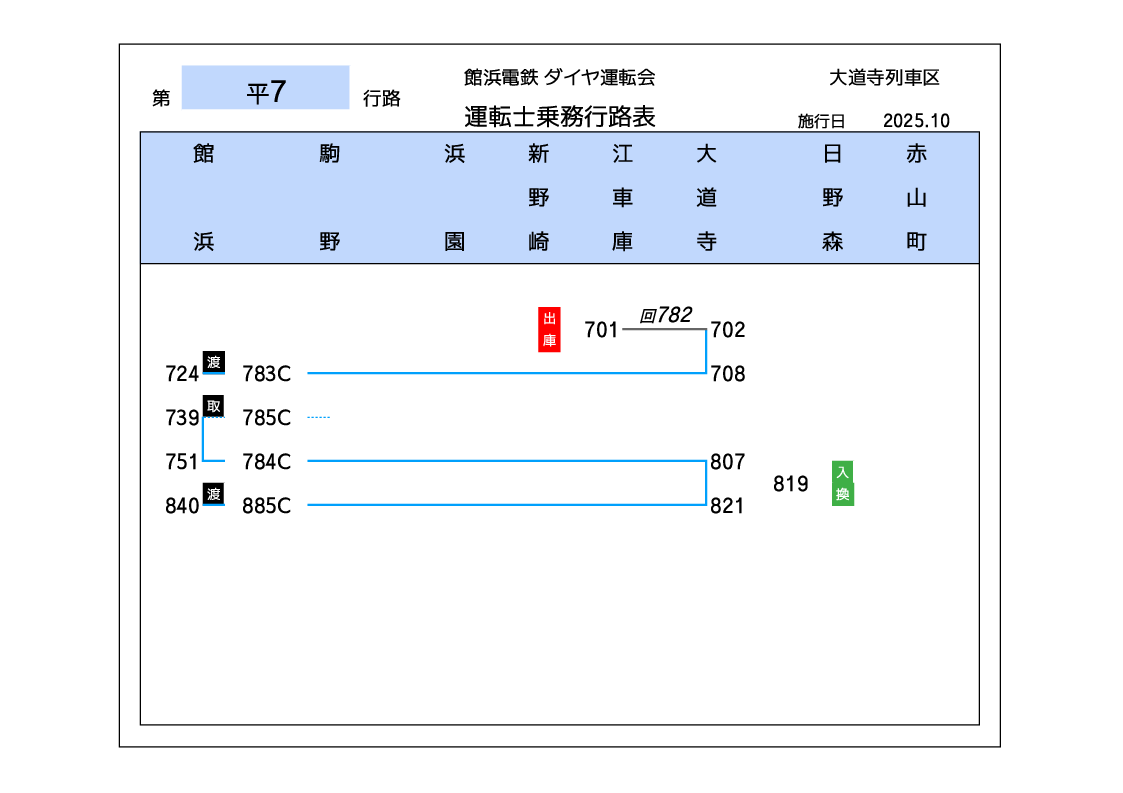 館浜電鉄 ダイヤ運転会
大道寺列車区
第 平7 行路
運転士乗務行路表
施行日 2025.10
館浜 駒野 浜園 新野崎 江車庫 大道寺 日野森 赤山町
出庫 701 回782 702
724 渡 783C 708
739 取 785C
751 784C 807
819 入換
840 渡 885C 821